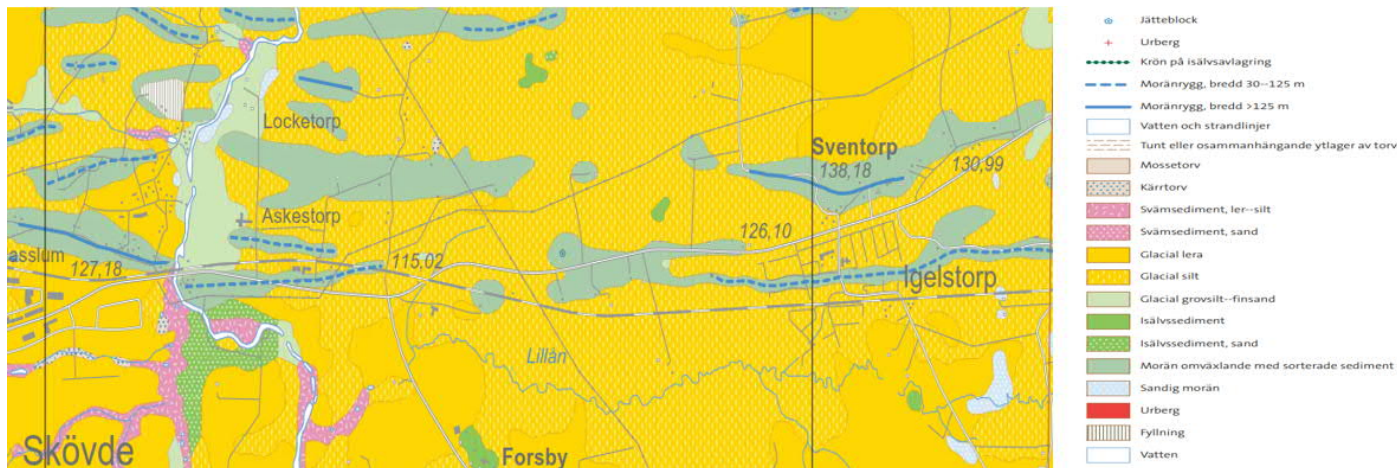 Locketorp
Sventorp
138,18
130,99
Askestorp
126,10
asslum
127,18
115,02
Igelstorp
Lillån
Skövde
Forsby
Jätteblock
Urberg
Krön på isälvsavlagring
Moränrygg, bredd 30--125 m
Moränrygg, bredd >125 m
Vatten och strandlinjer
Tunt eller osammanhängande ytlager av torv
Mossetorv
Kärrtorv
Svämsediment, ler--silt
Svämsediment, sand
Glacial lera
Glacial silt
Glacial grovsilt--finsand
Isälvssediment
Isälvssediment, sand
Morän omväxlande med sorterade sediment
Sandig morän
Urberg
Fyllning
Vatten